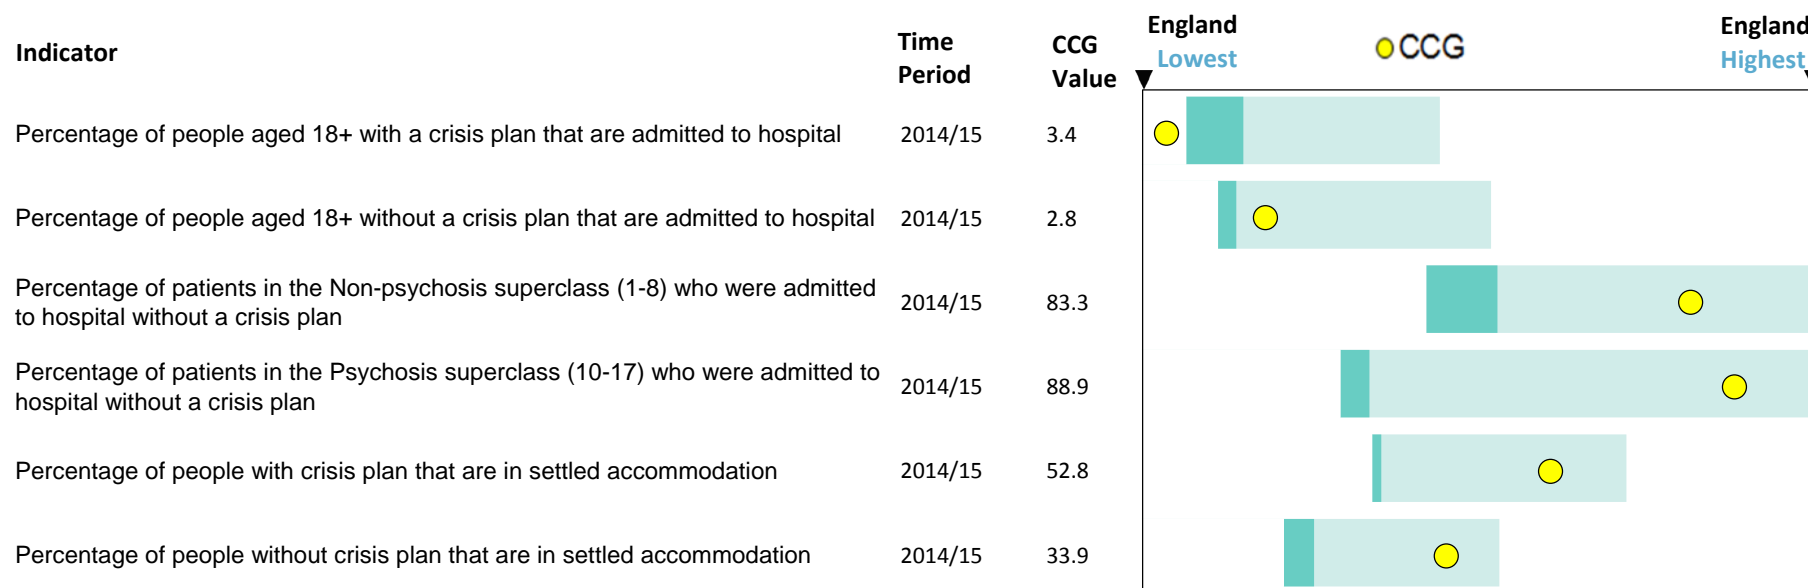 Indicator
Time
Period
CCG
Value
England
Lowest
CCG
England
Highest
Percentage of people aged 18+ with a crisis plan that are admitted to hospital 2014/15 3.4
Percentage of people aged 18+ without a crisis plan that are admitted to hospital 2014/15 2.8
Percentage of patients in the Non-psychosis superclass (1-8) who were admitted
to hospital without a crisis plan
2014/15 83.3
Percentage of patients in the Psychosis superclass (10-17) who were admitted to
hospital without a crisis plan
2014/15 88.9
Percentage of people with crisis plan that are in settled accommodation 2014/15 52.8
Percentage of people without crisis plan that are in settled accommodation 2014/15 33.9